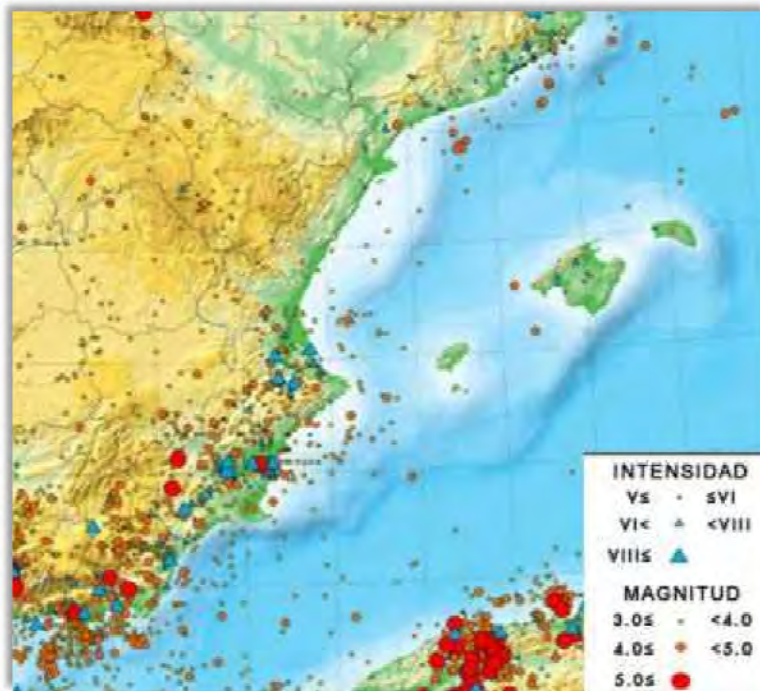 INTENSIDAD
V≤ ≤VI
VI< <VIII
VIII≤
MAGNITUD
3.0≤ <4.0
4.0≤ <5.0
5.0≤